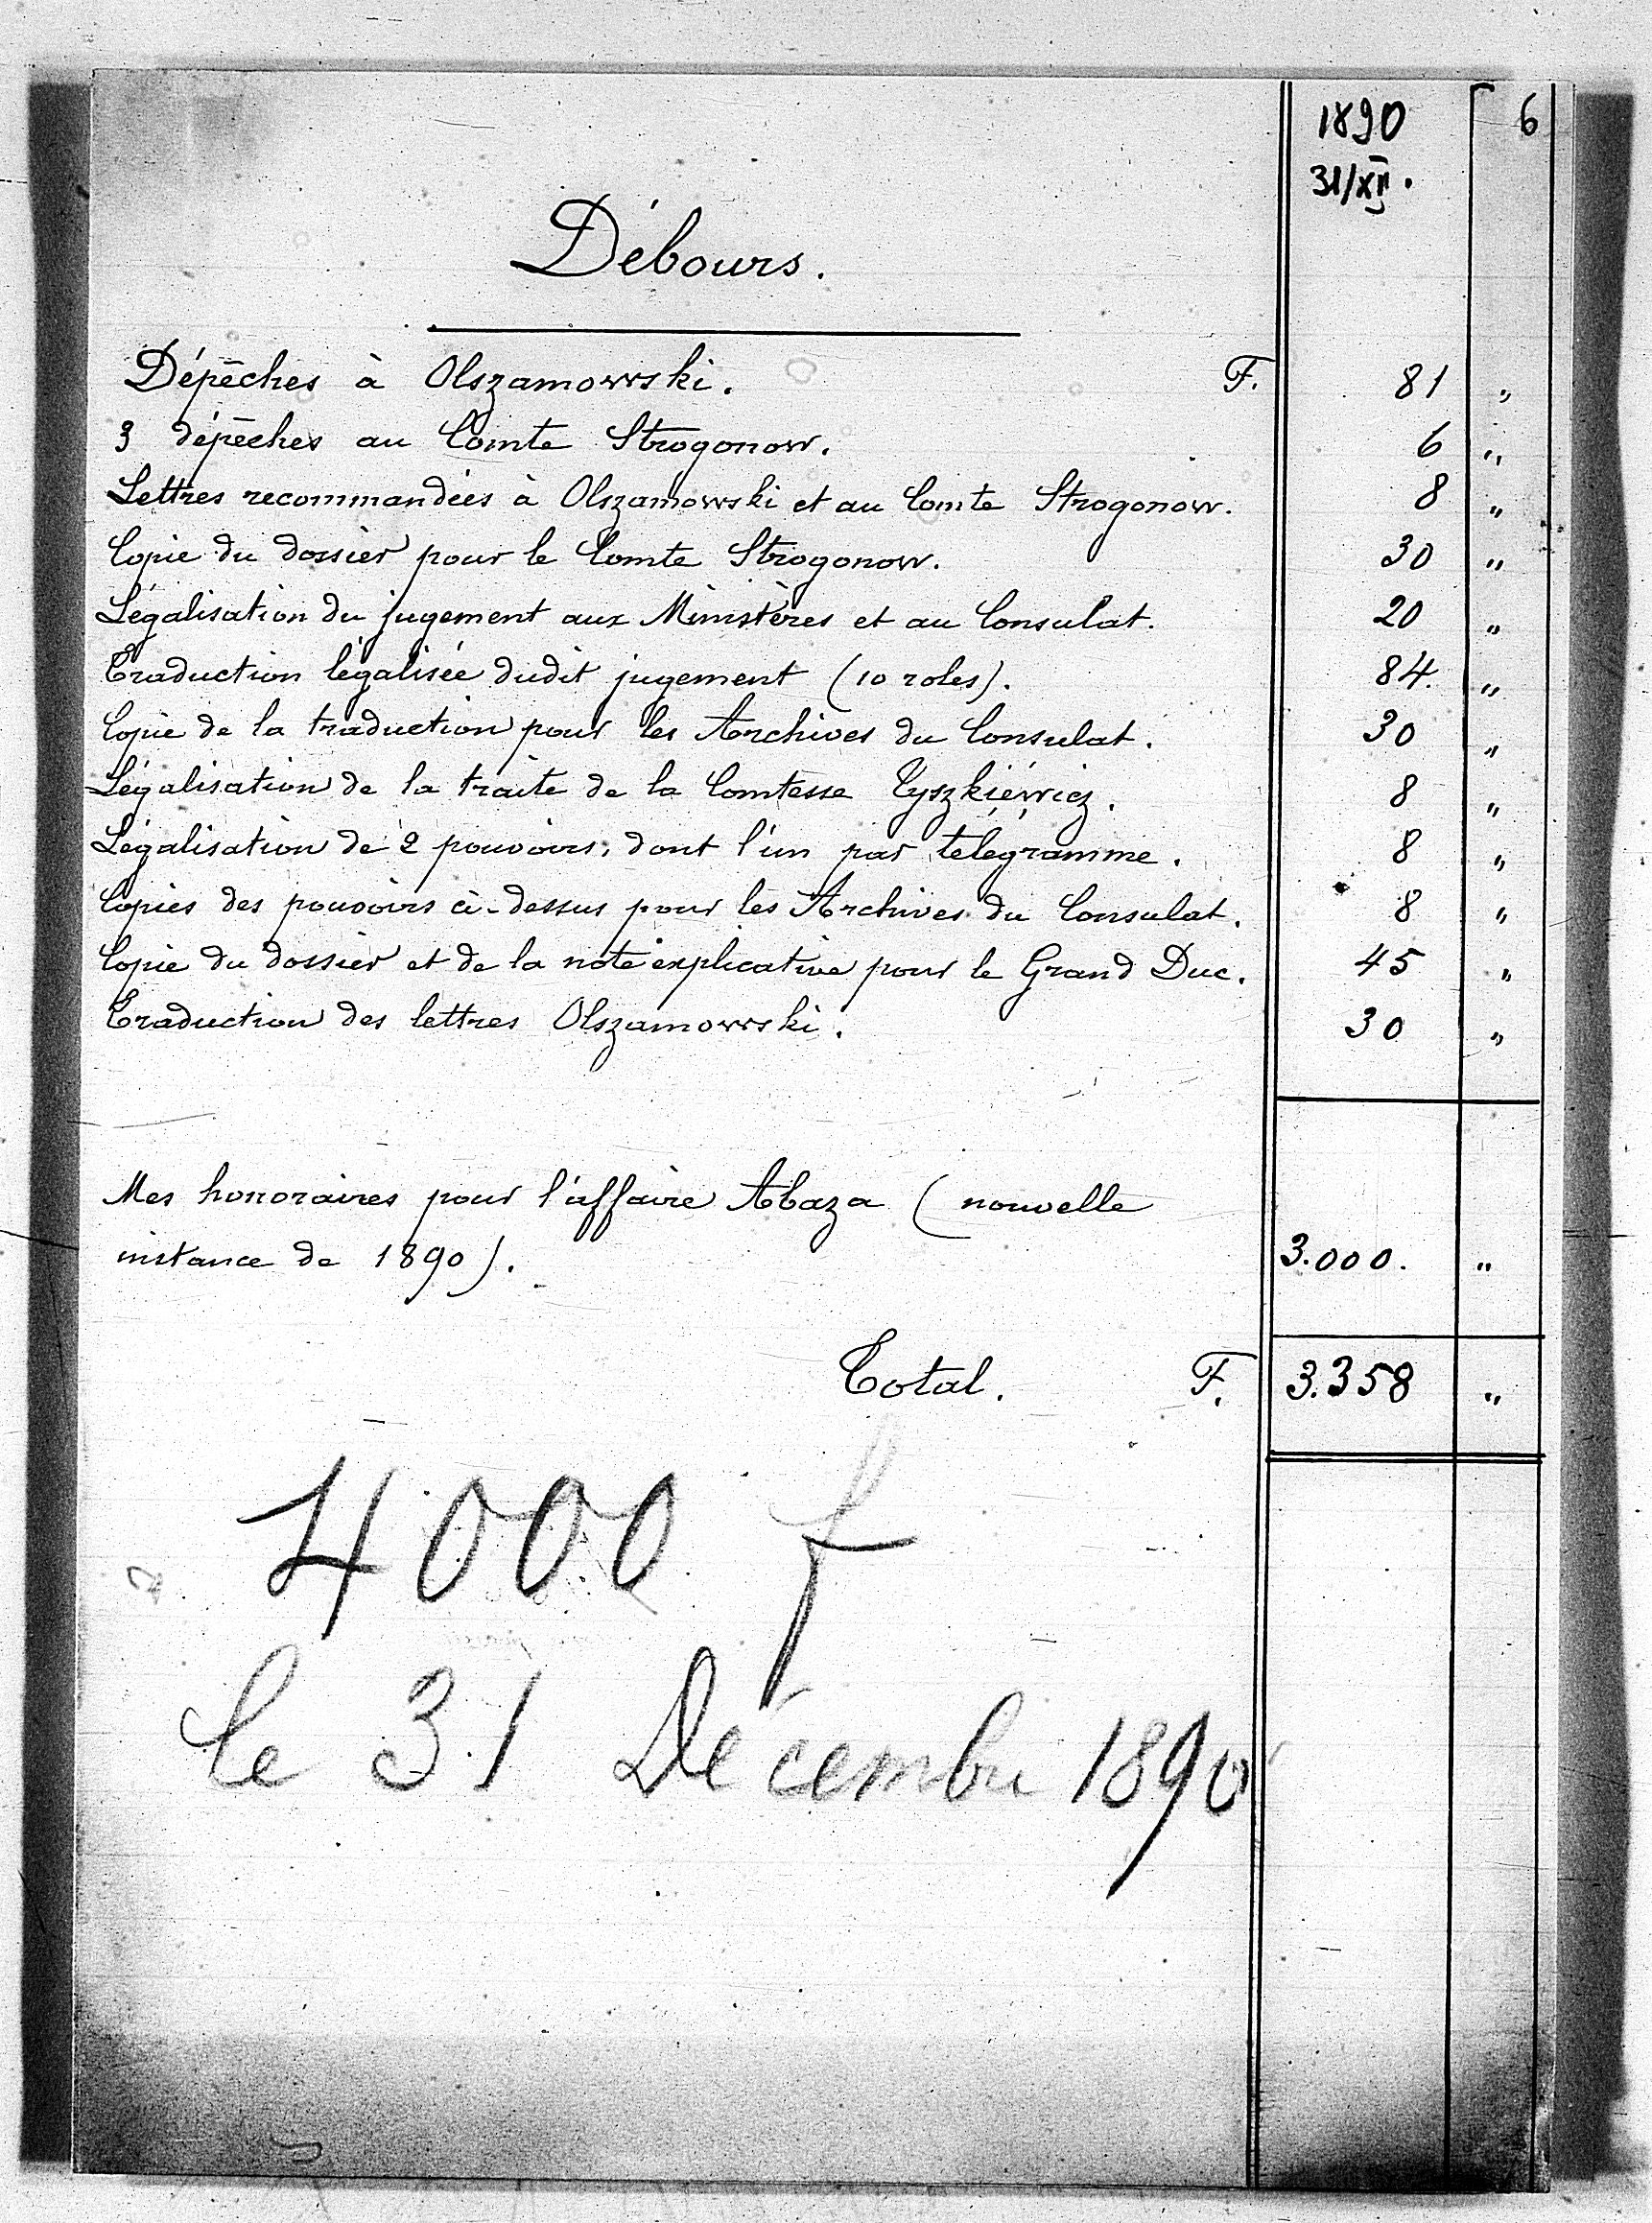 1890 6
31/XII.
Débours.
Dépêches à Olszamowski. F. 81 "
3 dépêches au Comte Strogonow. 6 "
Lettres recommandées à Olszamowski et au Comte Strogonow. 8 "
Copie du dossier pour le Comte Strogonow. 30 "
Légalisation du jugement aux Ministères et au Consulat. 20 "
Traduction légalisée dudit jugement (10 roles). 84. "
Copie de la traduction pour les Archives du Consulat. 30 "
Légalisation de la traite de la Comtesse Tyszkiéwicz. 8 "
Légalisation de 2 pouvoirs, dont l'un par télégramme. 8 "
Copies des pouvoirs ci-dessus pour les Archives du Consulat. 8 "
Copie du dossier et de la note explicative pour le Grand Duc. 45 "
Traduction des lettres Olszamowski. 30 "
Mes honoraires pour l'affaire Abaza (nouvelle
instance de 1890). 3.000. "
Total. F. 3.358 "
4000 f
le 31 Décembre 1890